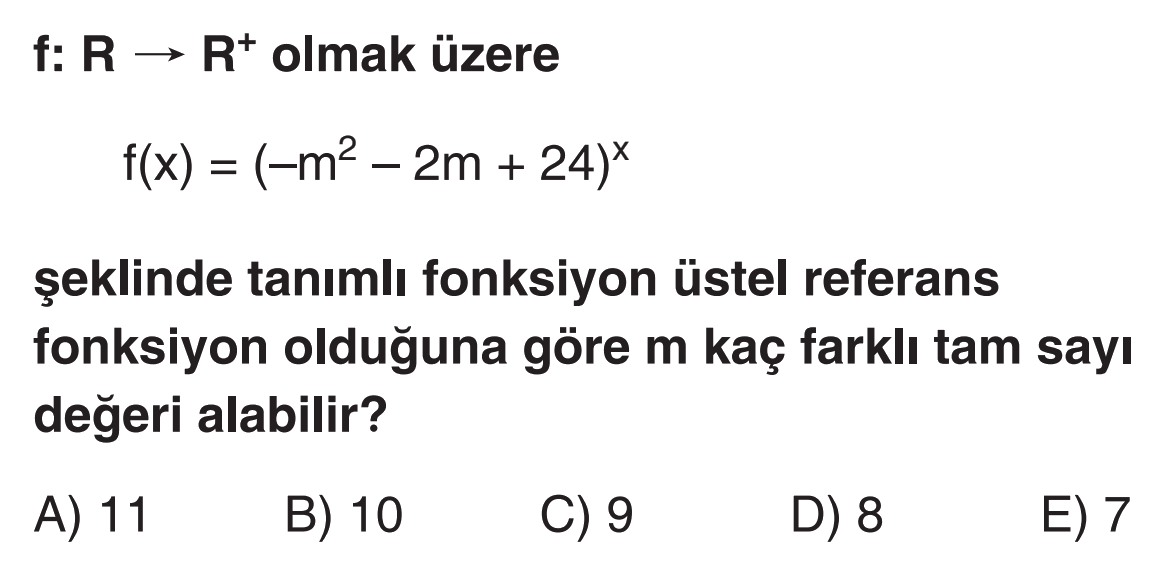 f: R → R⁺ olmak üzere
f(x) = (–m² – 2m + 24)ˣ
şeklinde tanımlı fonksiyon üstel referans
fonksiyon olduğuna göre m kaç farklı tam sayı
değeri alabilir?
A) 11 B) 10 C) 9 D) 8 E) 7